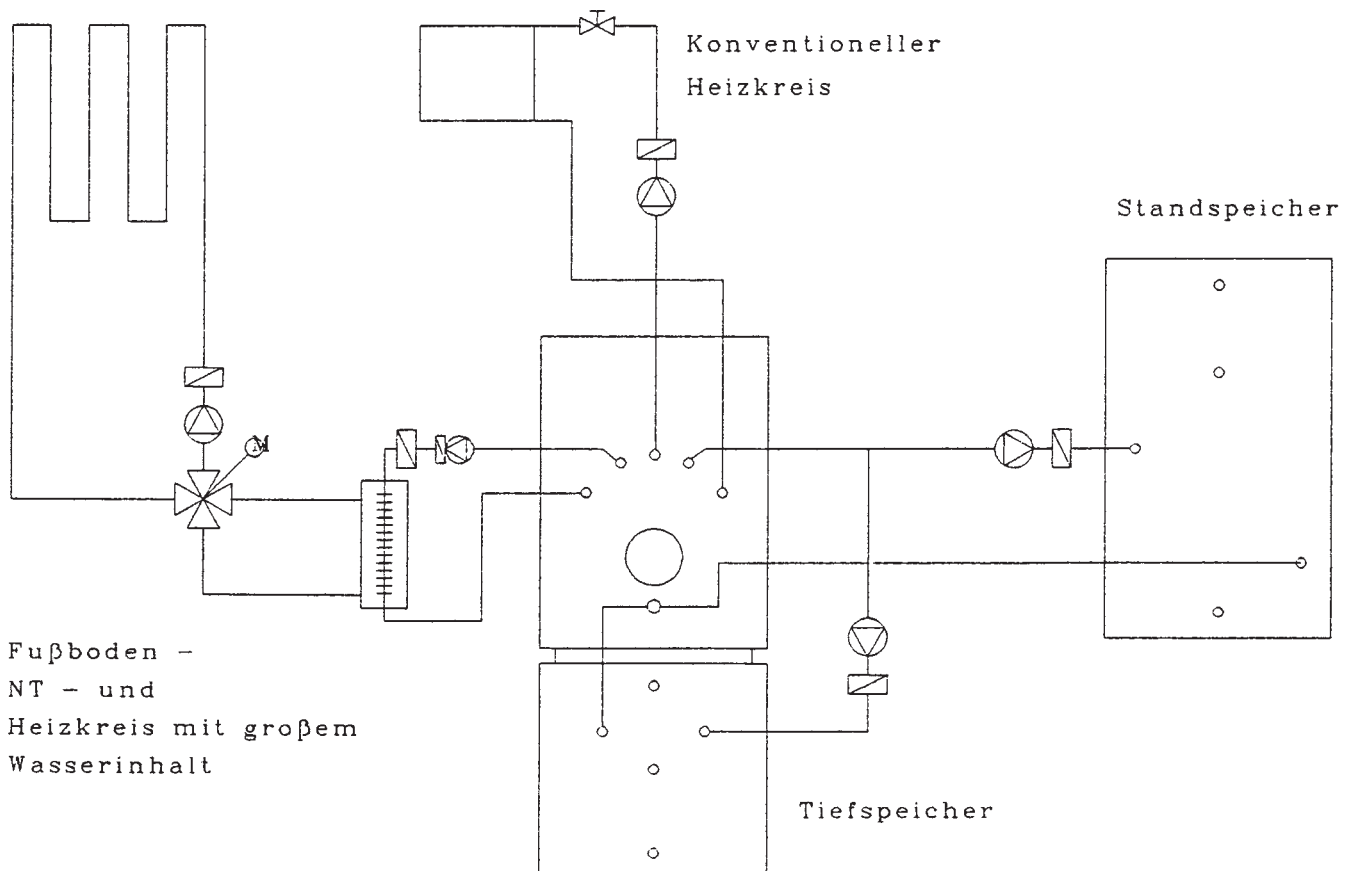 Konventioneller
Heizkreis
Standspeicher
M
Fußboden -
NT - und
Heizkreis mit großem
Wasserinhalt
Tiefspeicher